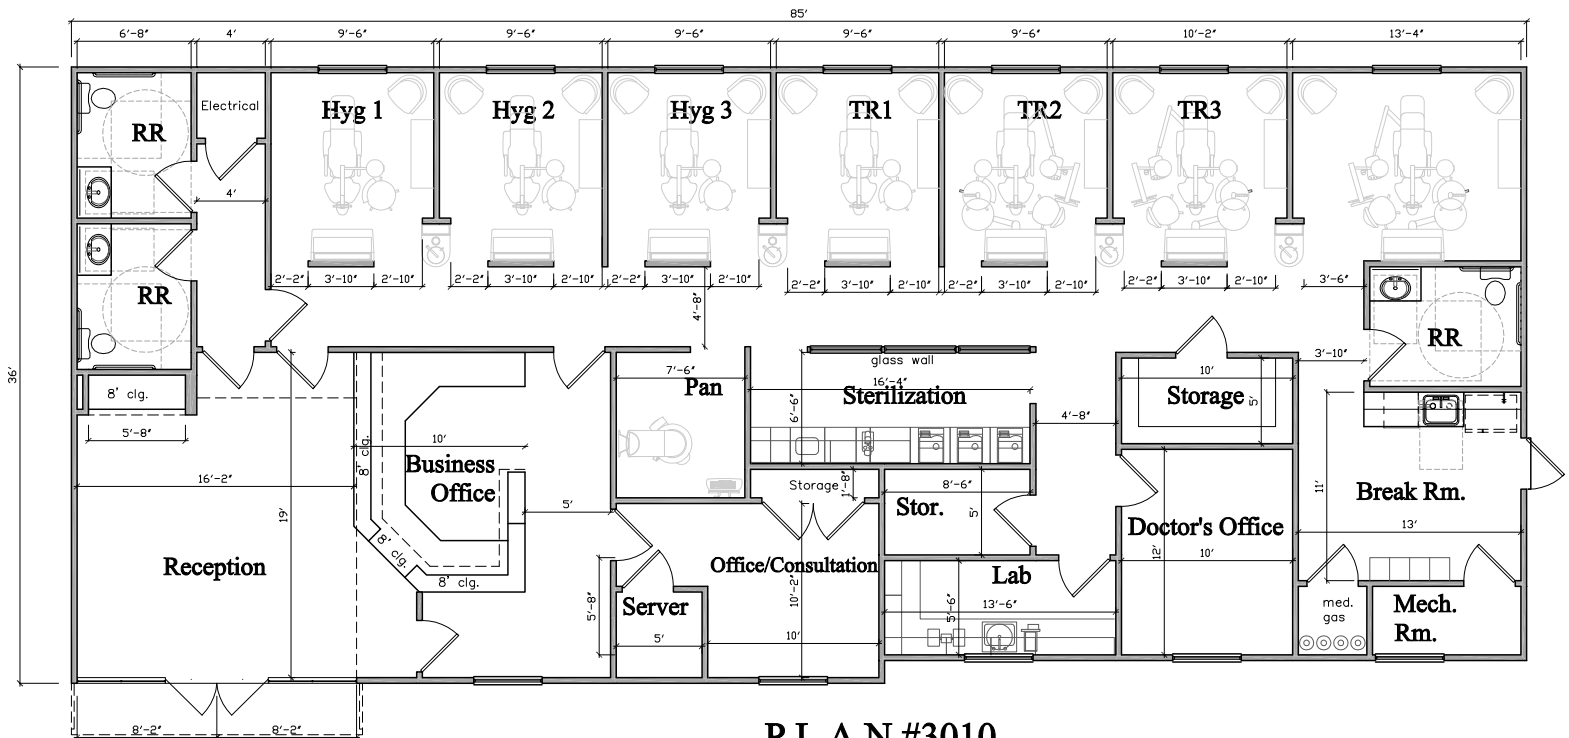 85'
6'-8" 4' 9'-6" 9'-6" 9'-6" 9'-6" 9'-6" 10'-2" 13'-4"
Electrical
Hyg 1 Hyg 2 Hyg 3 TR1 TR2 TR3
RR
4'
RR
2'-2" 3'-10" 2'-10" 2'-2" 3'-10" 2'-10" 2'-2" 3'-10" 2'-10" 2'-2" 3'-10" 2'-10" 2'-2" 3'-10" 2'-10" 2'-2" 3'-10" 2'-10" 3'-6"
4'-8"
RR
36'
glass wall
3'-10"
7'-6"
Pan
16'-4"
Sterilization
6'-6"
10'
Storage
5'
8' clg.
5'-8"
4'-8"
10'
8' clg.
Business
Office
16'-2"
19'
5'
Storage
1'-8"
8'-6"
Stor.
5'
11'
Break Rm.
13'
Doctor's Office
12'
10'
8' clg.
8' clg.
Reception
Office/Consultation
10'-2"
10'
Lab
13'-6"
5'-6"
Server
5'-8"
5'
med.
gas
Mech.
Rm.
8'-2" 8'-2"
PLAN #3010